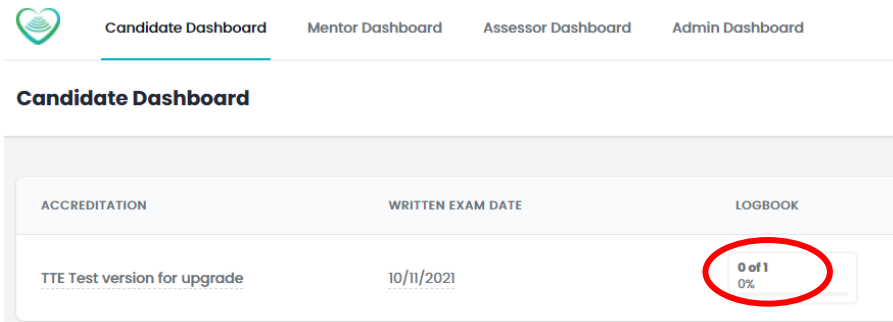 Candidate Dashboard Mentor Dashboard Assessor Dashboard Admin Dashboard
Candidate Dashboard
ACCREDITATION WRITTEN EXAM DATE LOGBOOK
TTE Test version for upgrade 10/11/2021 0 of 1
0%